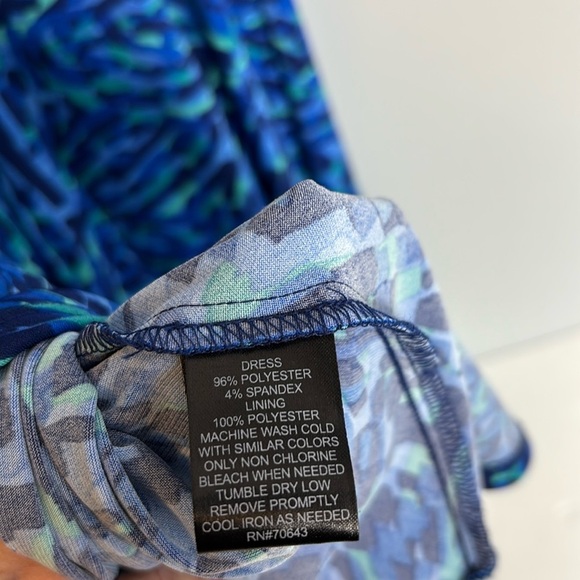 DRESS
96% POLYESTER
4% SPANDEX
LINING
100% POLYESTER
MACHINE WASH COLD
WITH SIMILAR COLORS
ONLY NON CHLORINE
BLEACH WHEN NEEDED
TUMBLE DRY LOW
REMOVE PROMPTLY
COOL IRON AS NEEDED
RN#70643